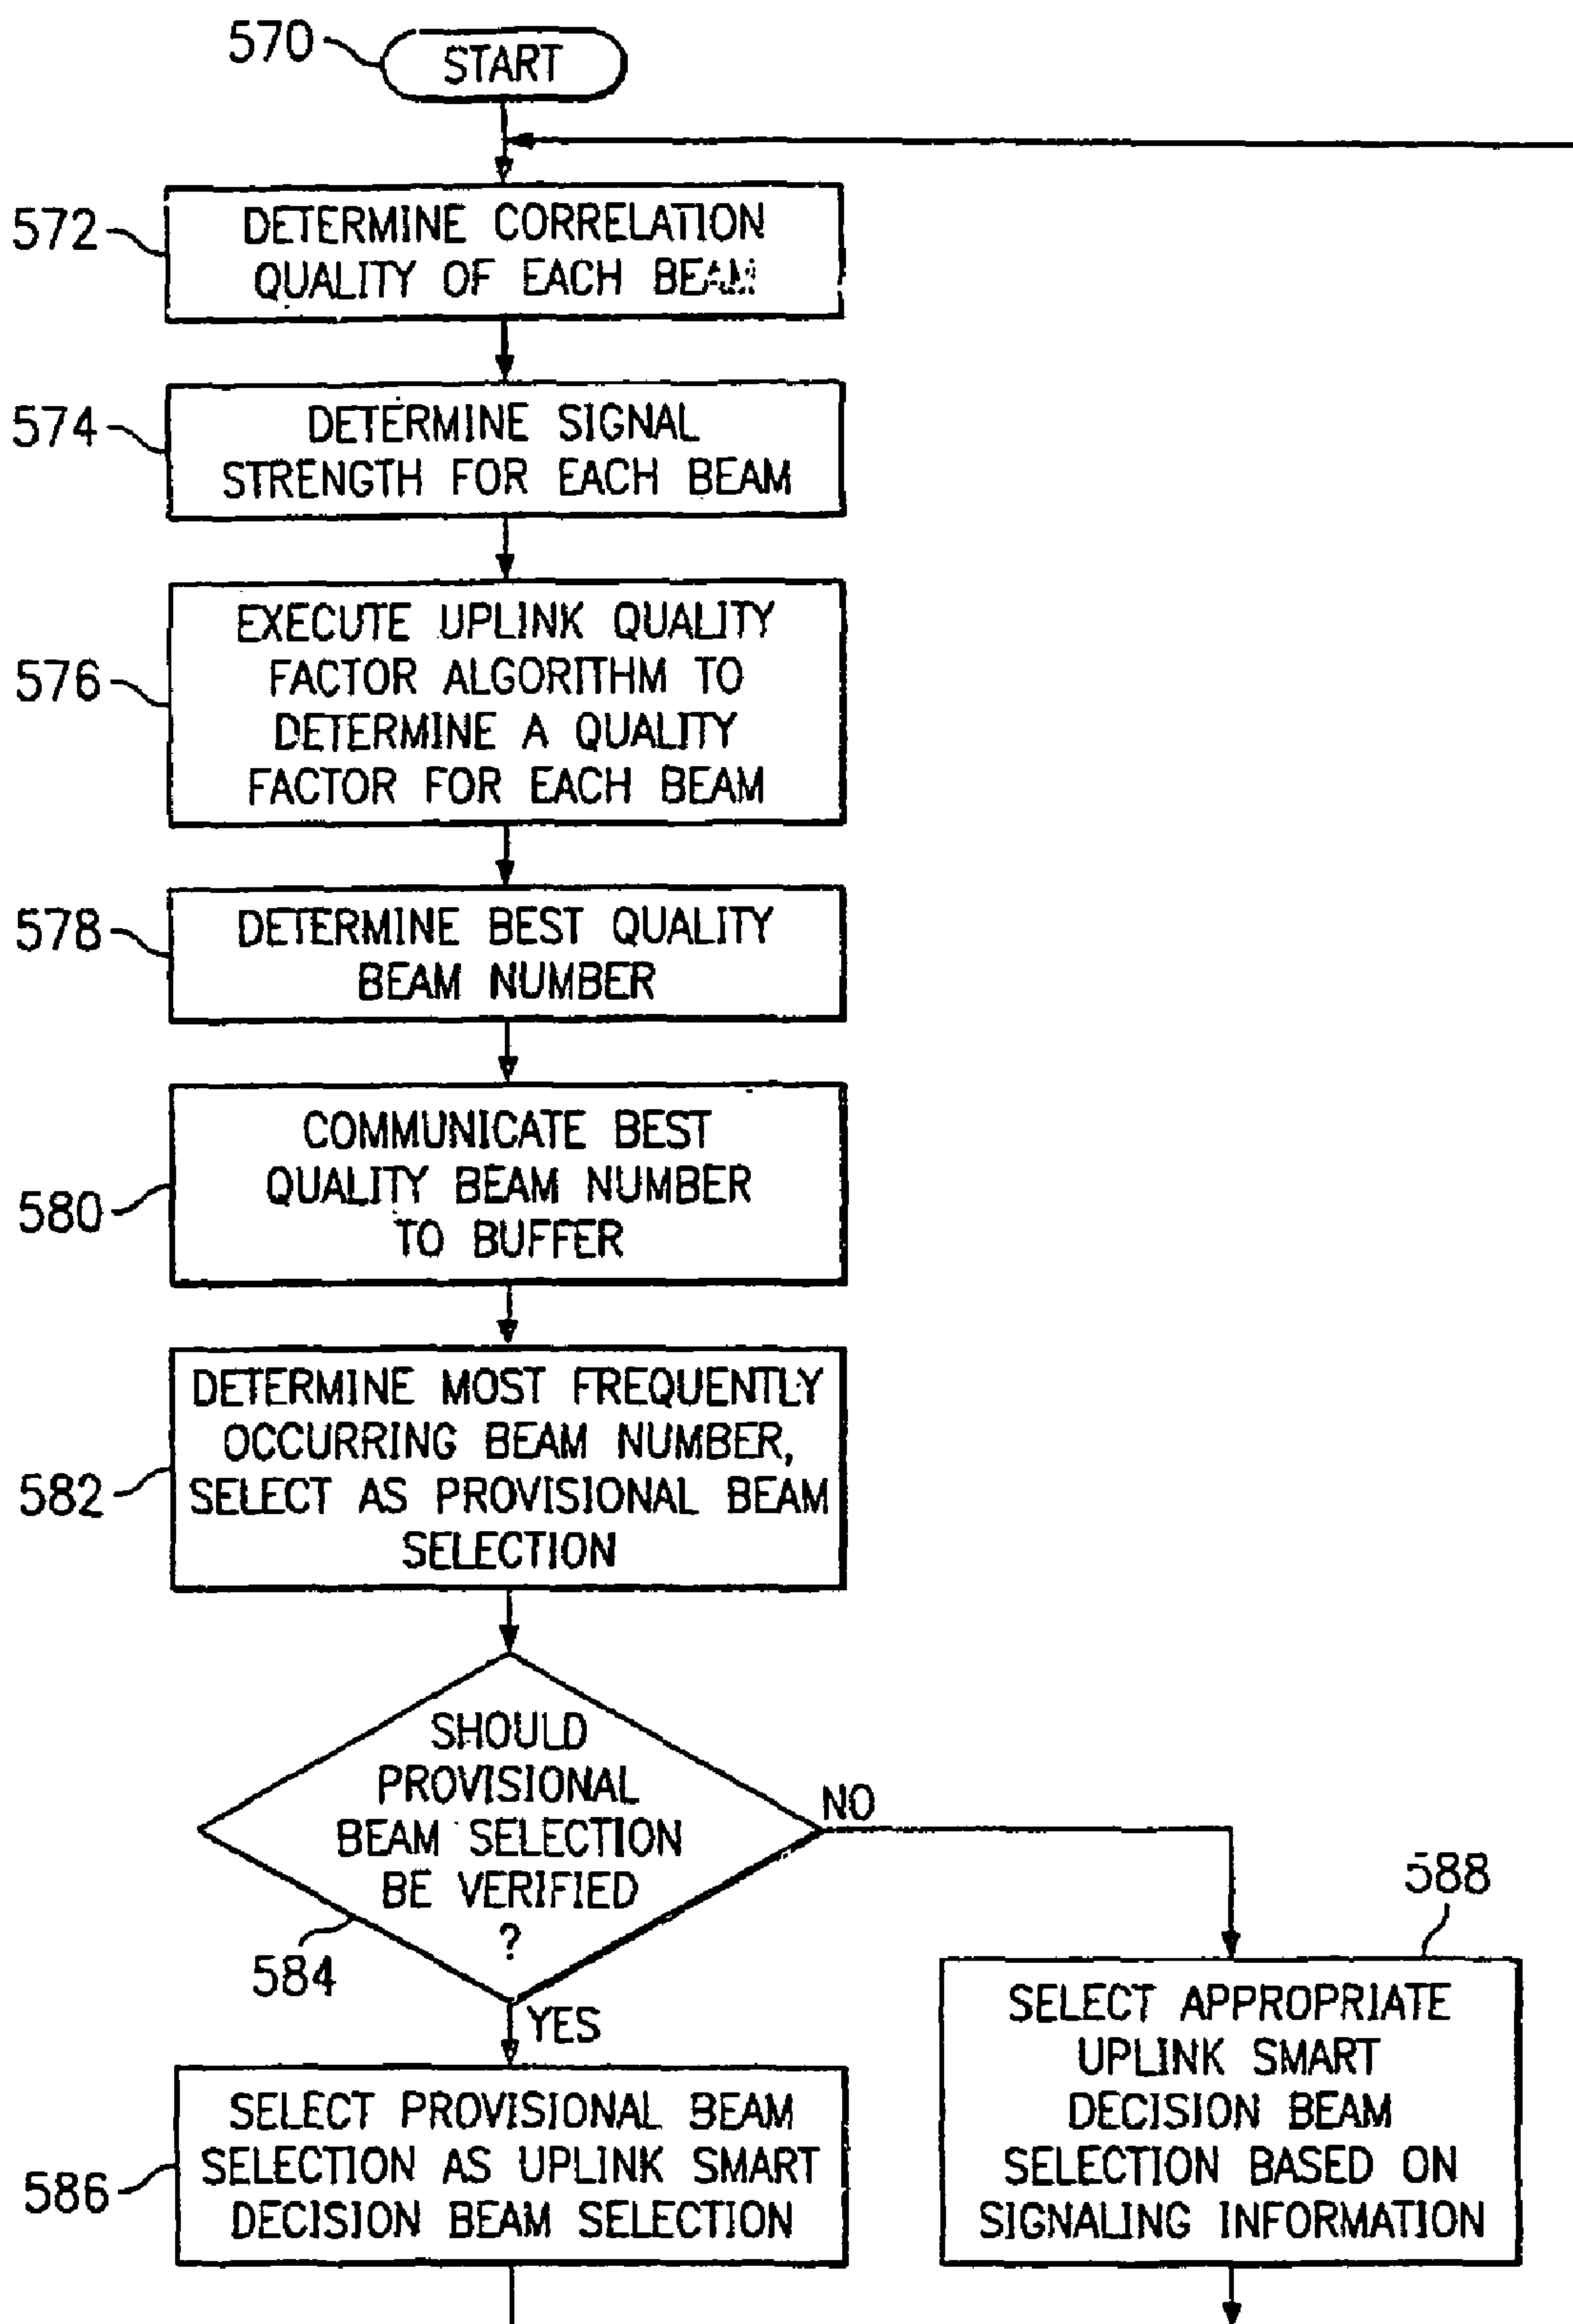 570
START
572
DETERMINE CORRELATION
QUALITY OF EACH BEAM
574
DETERMINE SIGNAL
STRENGTH FOR EACH BEAM
576
EXECUTE UPLINK QUALITY
FACTOR ALGORITHM TO
DETERMINE A QUALITY
FACTOR FOR EACH BEAM
578
DETERMINE BEST QUALITY
BEAM NUMBER
580
COMMUNICATE BEST
QUALITY BEAM NUMBER
TO BUFFER
582
DETERMINE MOST FREQUENTLY
OCCURRING BEAM NUMBER,
SELECT AS PROVISIONAL BEAM
SELECTION
SHOULD
PROVISIONAL
BEAM SELECTION
BE VERIFIED
?
584
NO
YES
586
SELECT PROVISIONAL BEAM
SELECTION AS UPLINK SMART
DECISION BEAM SELECTION
588
SELECT APPROPRIATE
UPLINK SMART
DECISION BEAM
SELECTION BASED ON
SIGNALING INFORMATION